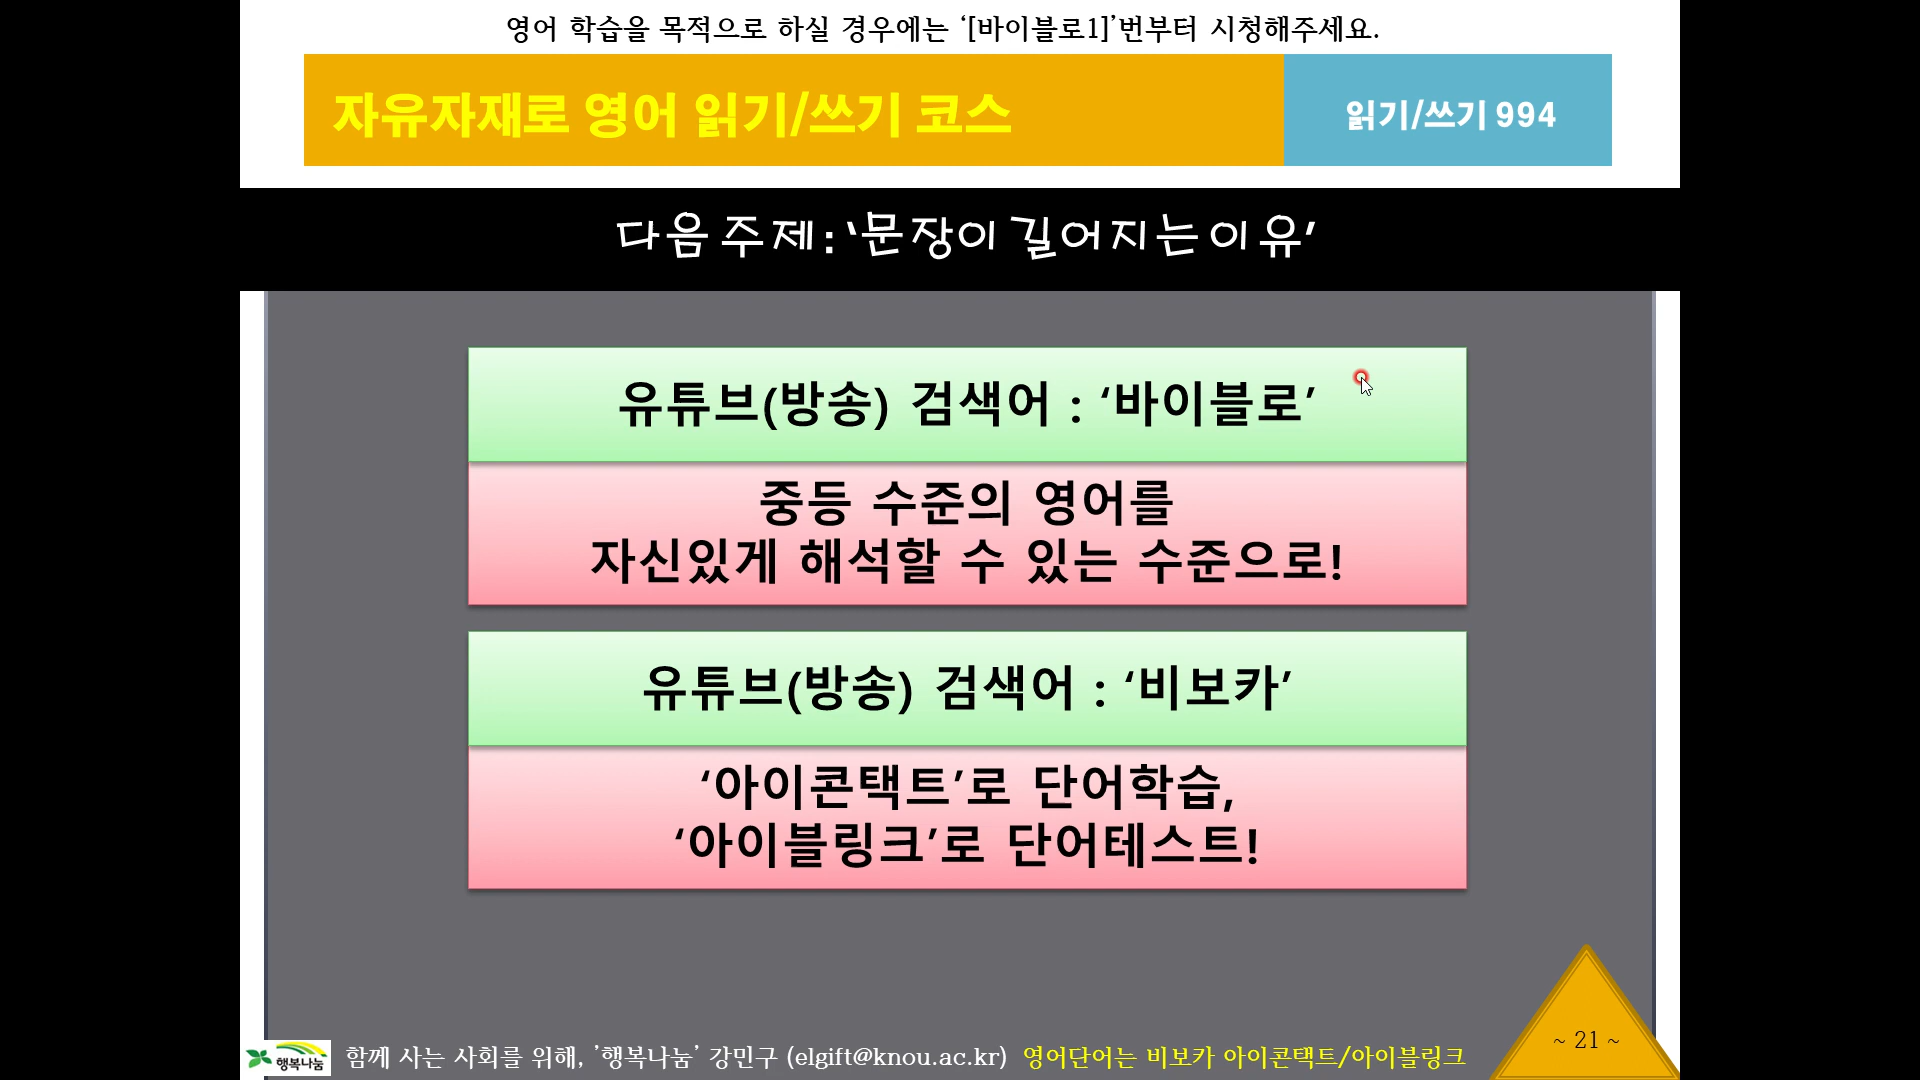 영어 학습을 목적으로 하실 경우에는 ‘[바이블로1]’번부터 시청해주세요.
자유자재로 영어 읽기/쓰기 코스
읽기/쓰기 994
다음 주제 : ‘문장이 길어지는 이유’
유튜브(방송) 검색어 : ‘바이블로’
중등 수준의 영어를
자신있게 해석할 수 있는 수준으로!
유튜브(방송) 검색어 : ‘비보카’
‘아이콘택트’로 단어학습,
‘아이블링크’로 단어테스트!
~ 21 ~
행복나눔
함께 사는 사회를 위해, ’행복나눔’ 강민구 (elgift@knou.ac.kr) 영어단어는 비보카 아이콘택트/아이블링크